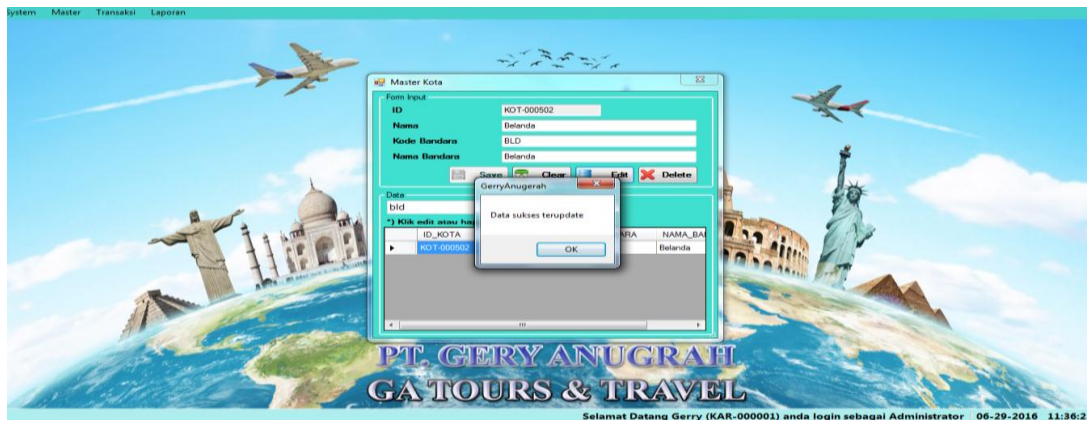 System Master Transaksi Laporan
Master Kota
Form Input
ID KOT-000502
Nama Belanda
Kode Bandara BLD
Nama Bandara Belanda
Save Clear Edit Delete
GerryAnugerah
Data sukses terupdate
OK
Data
bld
*) Klik edit atau
ID_KOTA NAMA_BA
KOT-000502 Belanda
PT. GERY ANUGRAH
GA TOURS & TRAVEL
Selamat Datang Gerry (KAR-000001) anda login sebagai Administrator 06-29-2016 11:36:2